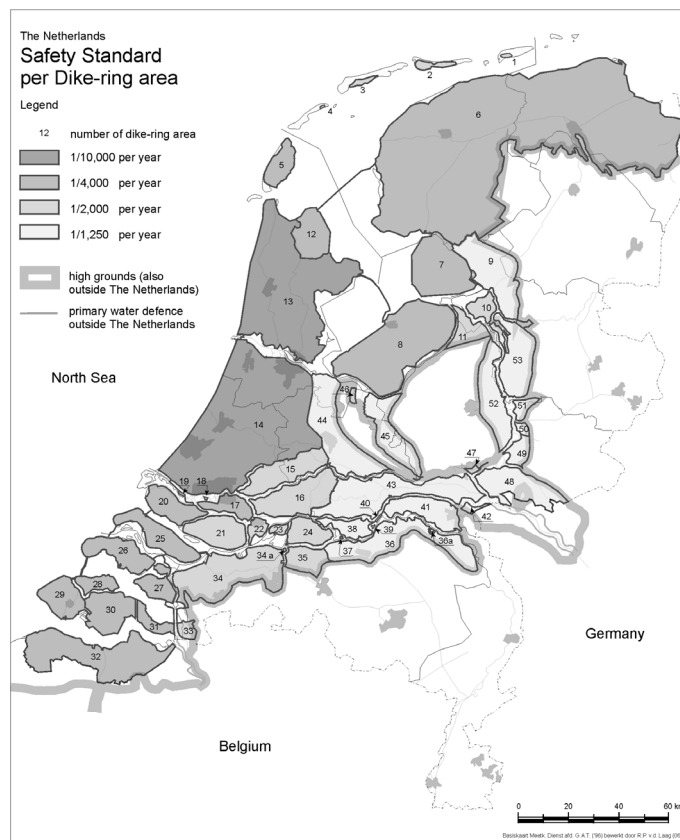 The Netherlands
Safety Standard
per Dike-ring area
Legend
12 number of dike-ring area
1/10,000 per year
1/4,000 per year
1/2,000 per year
1/1,250 per year
high grounds (also
outside The Netherlands)
primary water defence
outside The Netherlands
North Sea
Germany
Belgium
1
2
3
4
5
6
7
8
9
10
11
12
13
14
15
16
17
18
19
20
21
22
23
24
25
26
27
28
29
30
31
32
33
34
34 a
35
36
36a
37
38
39
40
41
42
43
44
45
46
47
48
49
50
51
52
53
0 20 40 60 km